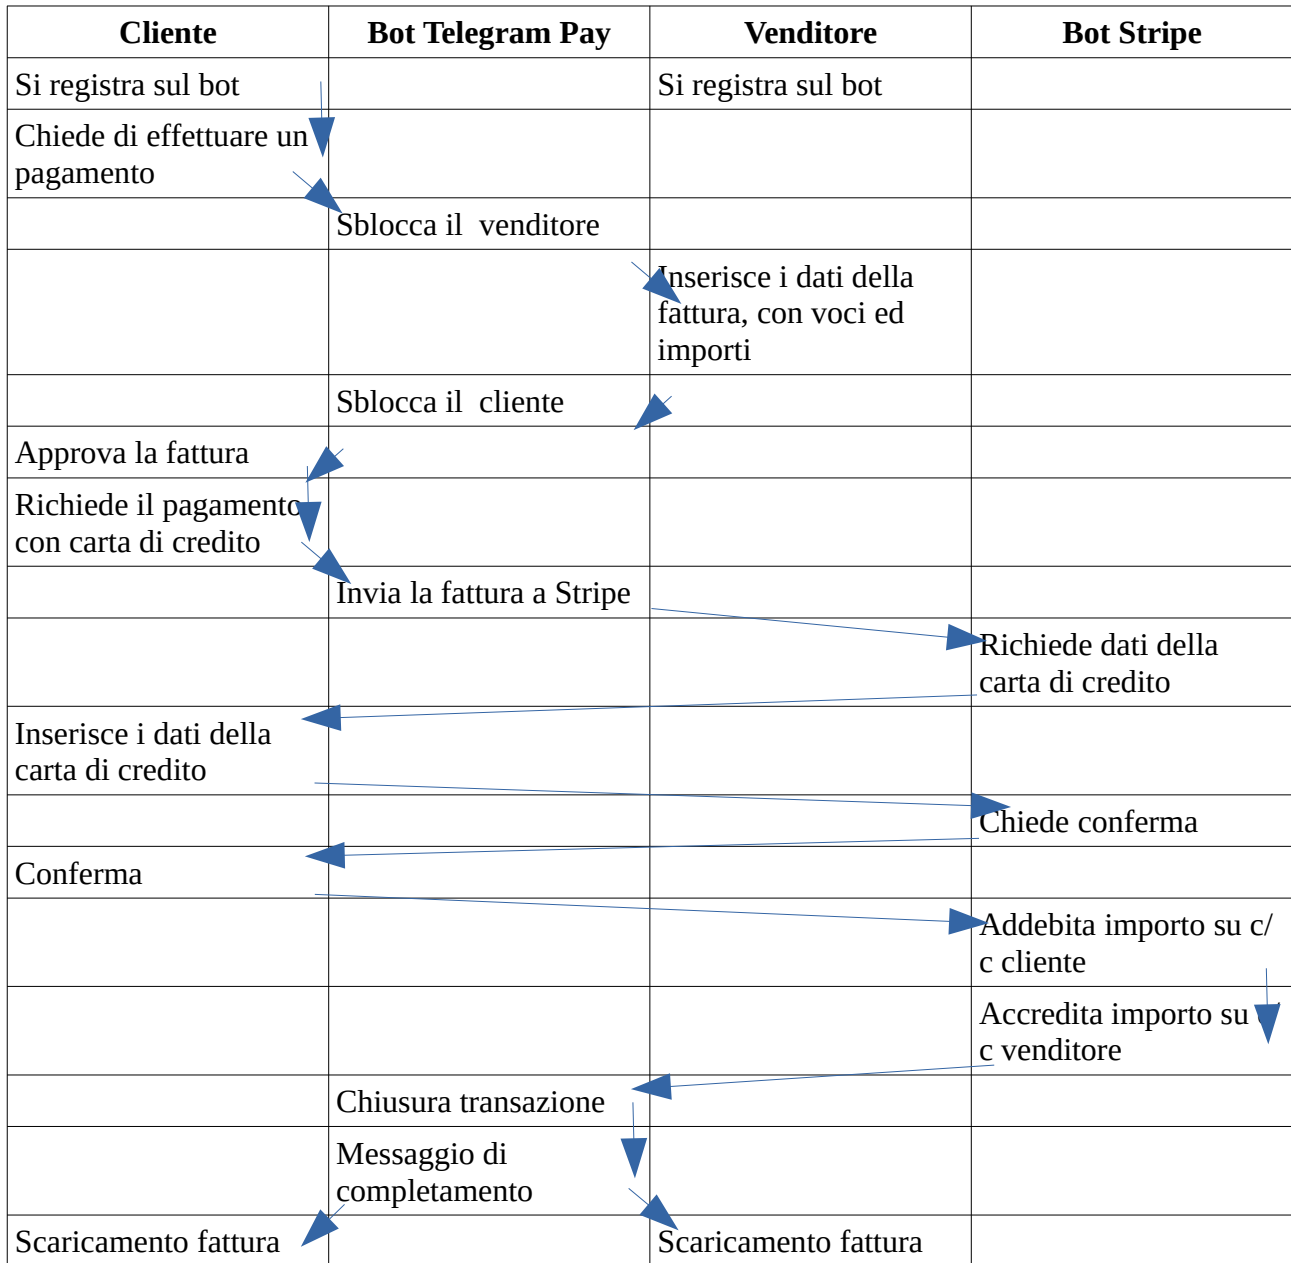 Cliente
Bot Telegram Pay
Venditore
Bot Stripe
Si registra sul bot
Si registra sul bot
Chiede di effettuare un
pagamento
Sblocca il  venditore
Inserisce i dati della
fattura, con voci ed
importi
Sblocca il  cliente
Approva la fattura
Richiede il pagamento
con carta di credito
Invia la fattura a Stripe
Richiede dati della
carta di credito
Inserisce i dati della
carta di credito
Chiede conferma
Conferma
Addebita importo su c/
c cliente
Accredita importo su c/
c venditore
Chiusura transazione
Messaggio di
completamento
Scaricamento fattura
Scaricamento fattura